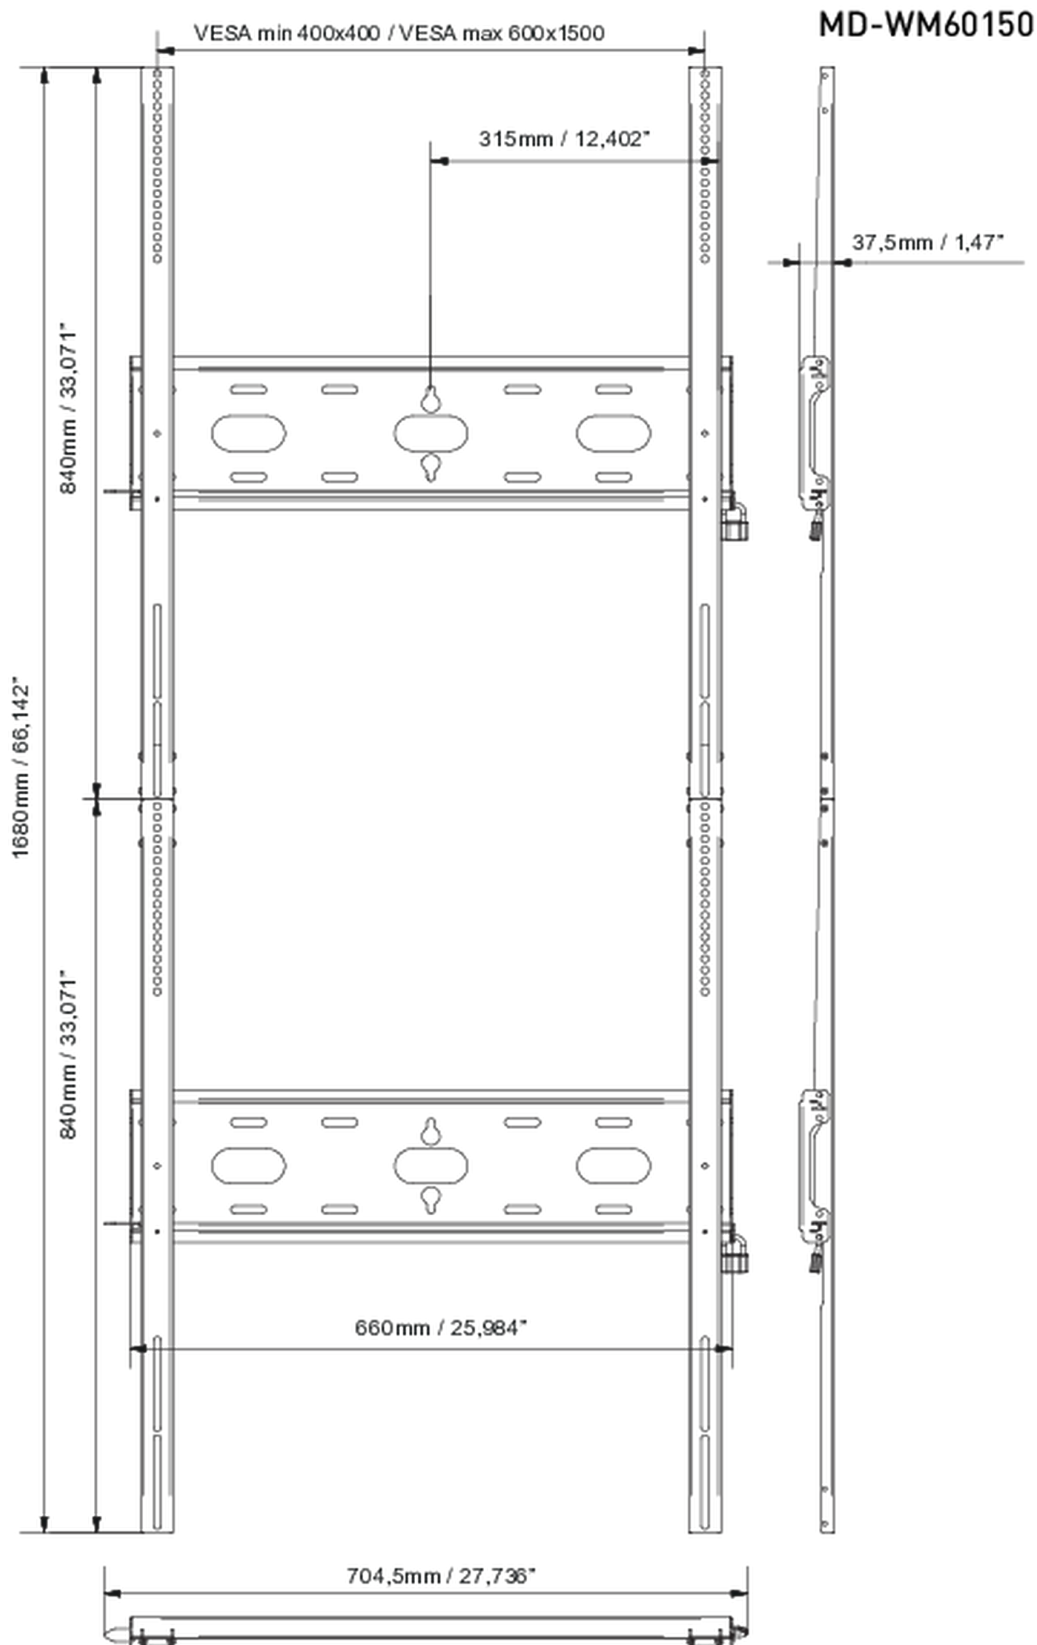 MD-WM60150
VESA min 400x400 / VESA max 600x1500
315mm / 12,402”
37,5mm / 1,47”
840mm / 33,071”
1680mm / 66,142”
840mm / 33,071”
660mm / 25,984”
704,5mm / 27,736”